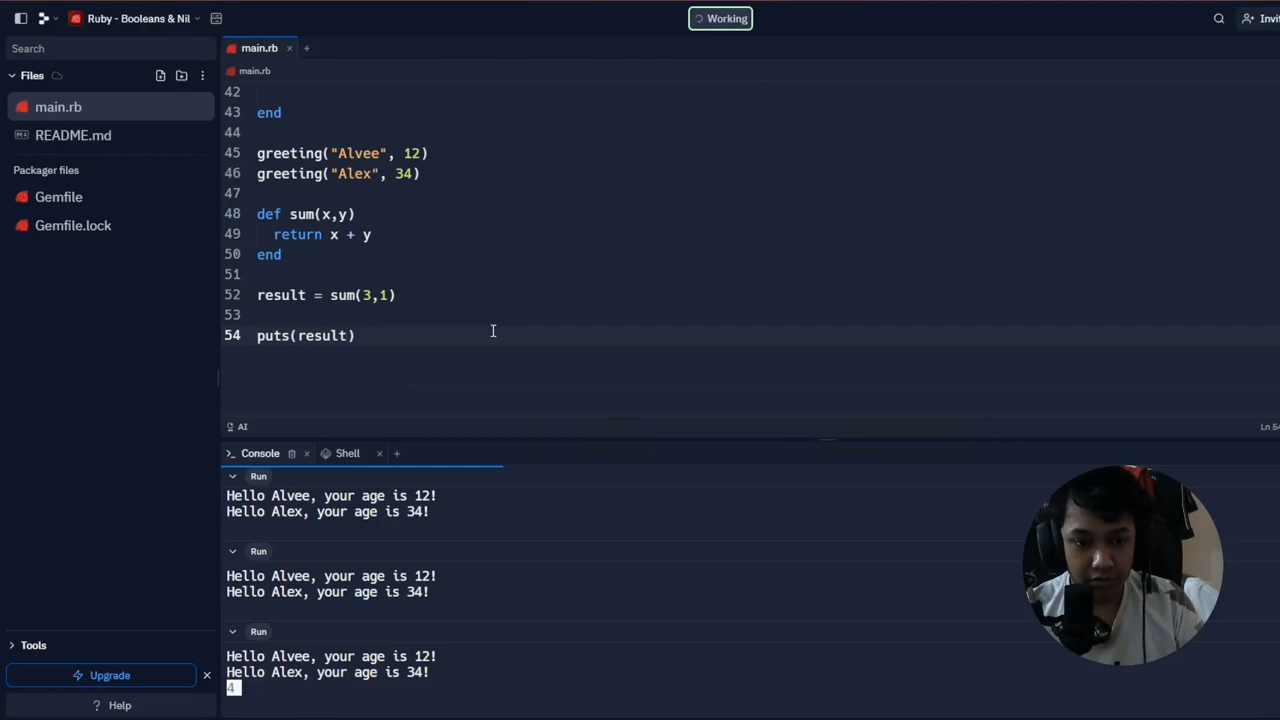 Ruby - Booleans & Nil
Working
Invi
Search
main.rb
Files
main.rb
main.rb
README.md
Packager files
Gemfile
Gemfile.lock
42
43 end
44
45 greeting("Alvee", 12)
46 greeting("Alex", 34)
47
48 def sum(x,y)
49 return x + y
50 end
51
52 result = sum(3,1)
53
54 puts(result)
AI
Ln 54
Console
Shell
Run
Hello Alvee, your age is 12!
Hello Alex, your age is 34!
Run
Hello Alvee, your age is 12!
Hello Alex, your age is 34!
Run
Hello Alvee, your age is 12!
Hello Alex, your age is 34!
4
Tools
Upgrade
? Help